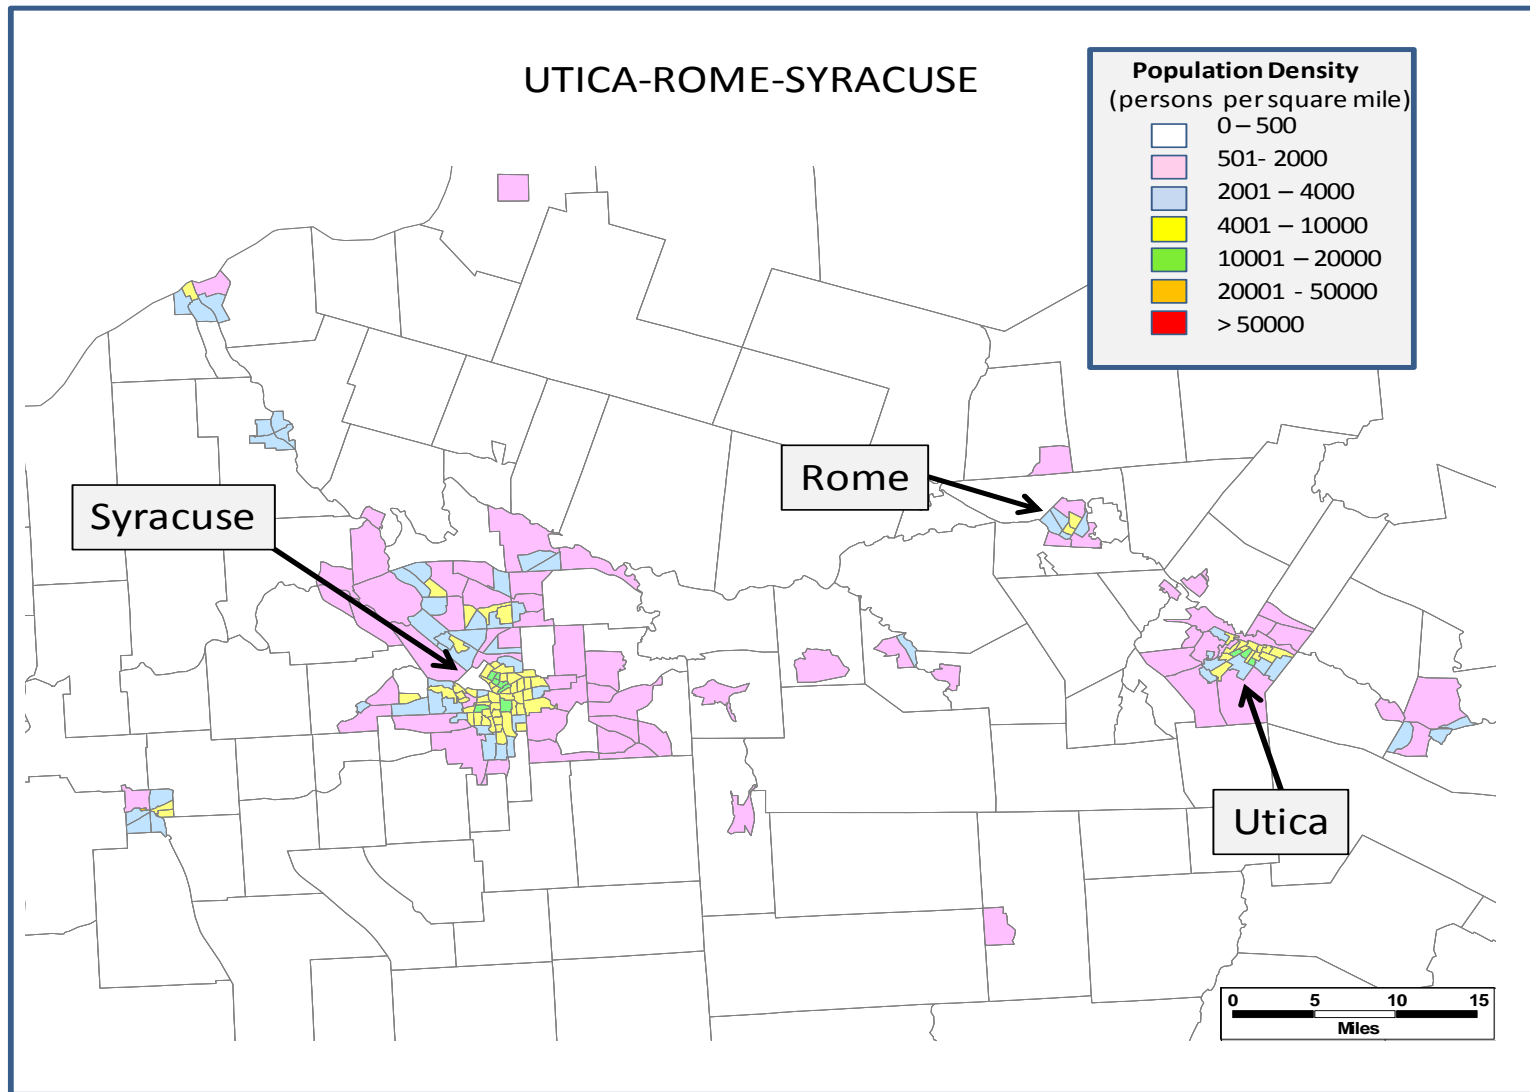 UTICA-ROME-SYRACUSE
Population Density
(persons per square mile)
0 – 500
501- 2000
2001 – 4000
4001 – 10000
10001 – 20000
20001 - 50000
> 50000
Rome
Syracuse
Utica
0 5 10 15
Miles